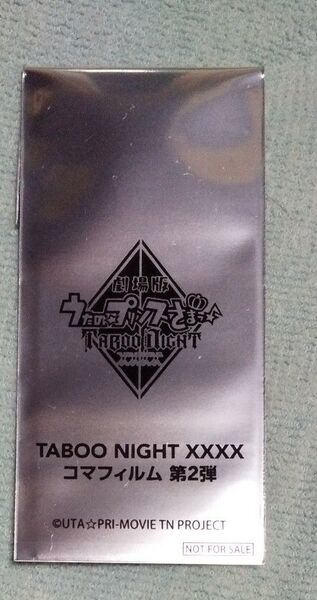 劇場版
うたの☆プリンスさまっ♪
TABOO NIGHT
TABOO NIGHT XXXX
コマフィルム 第2弾
©UTA☆PRI-MOVIE TN PROJECT
NOT FOR SALE